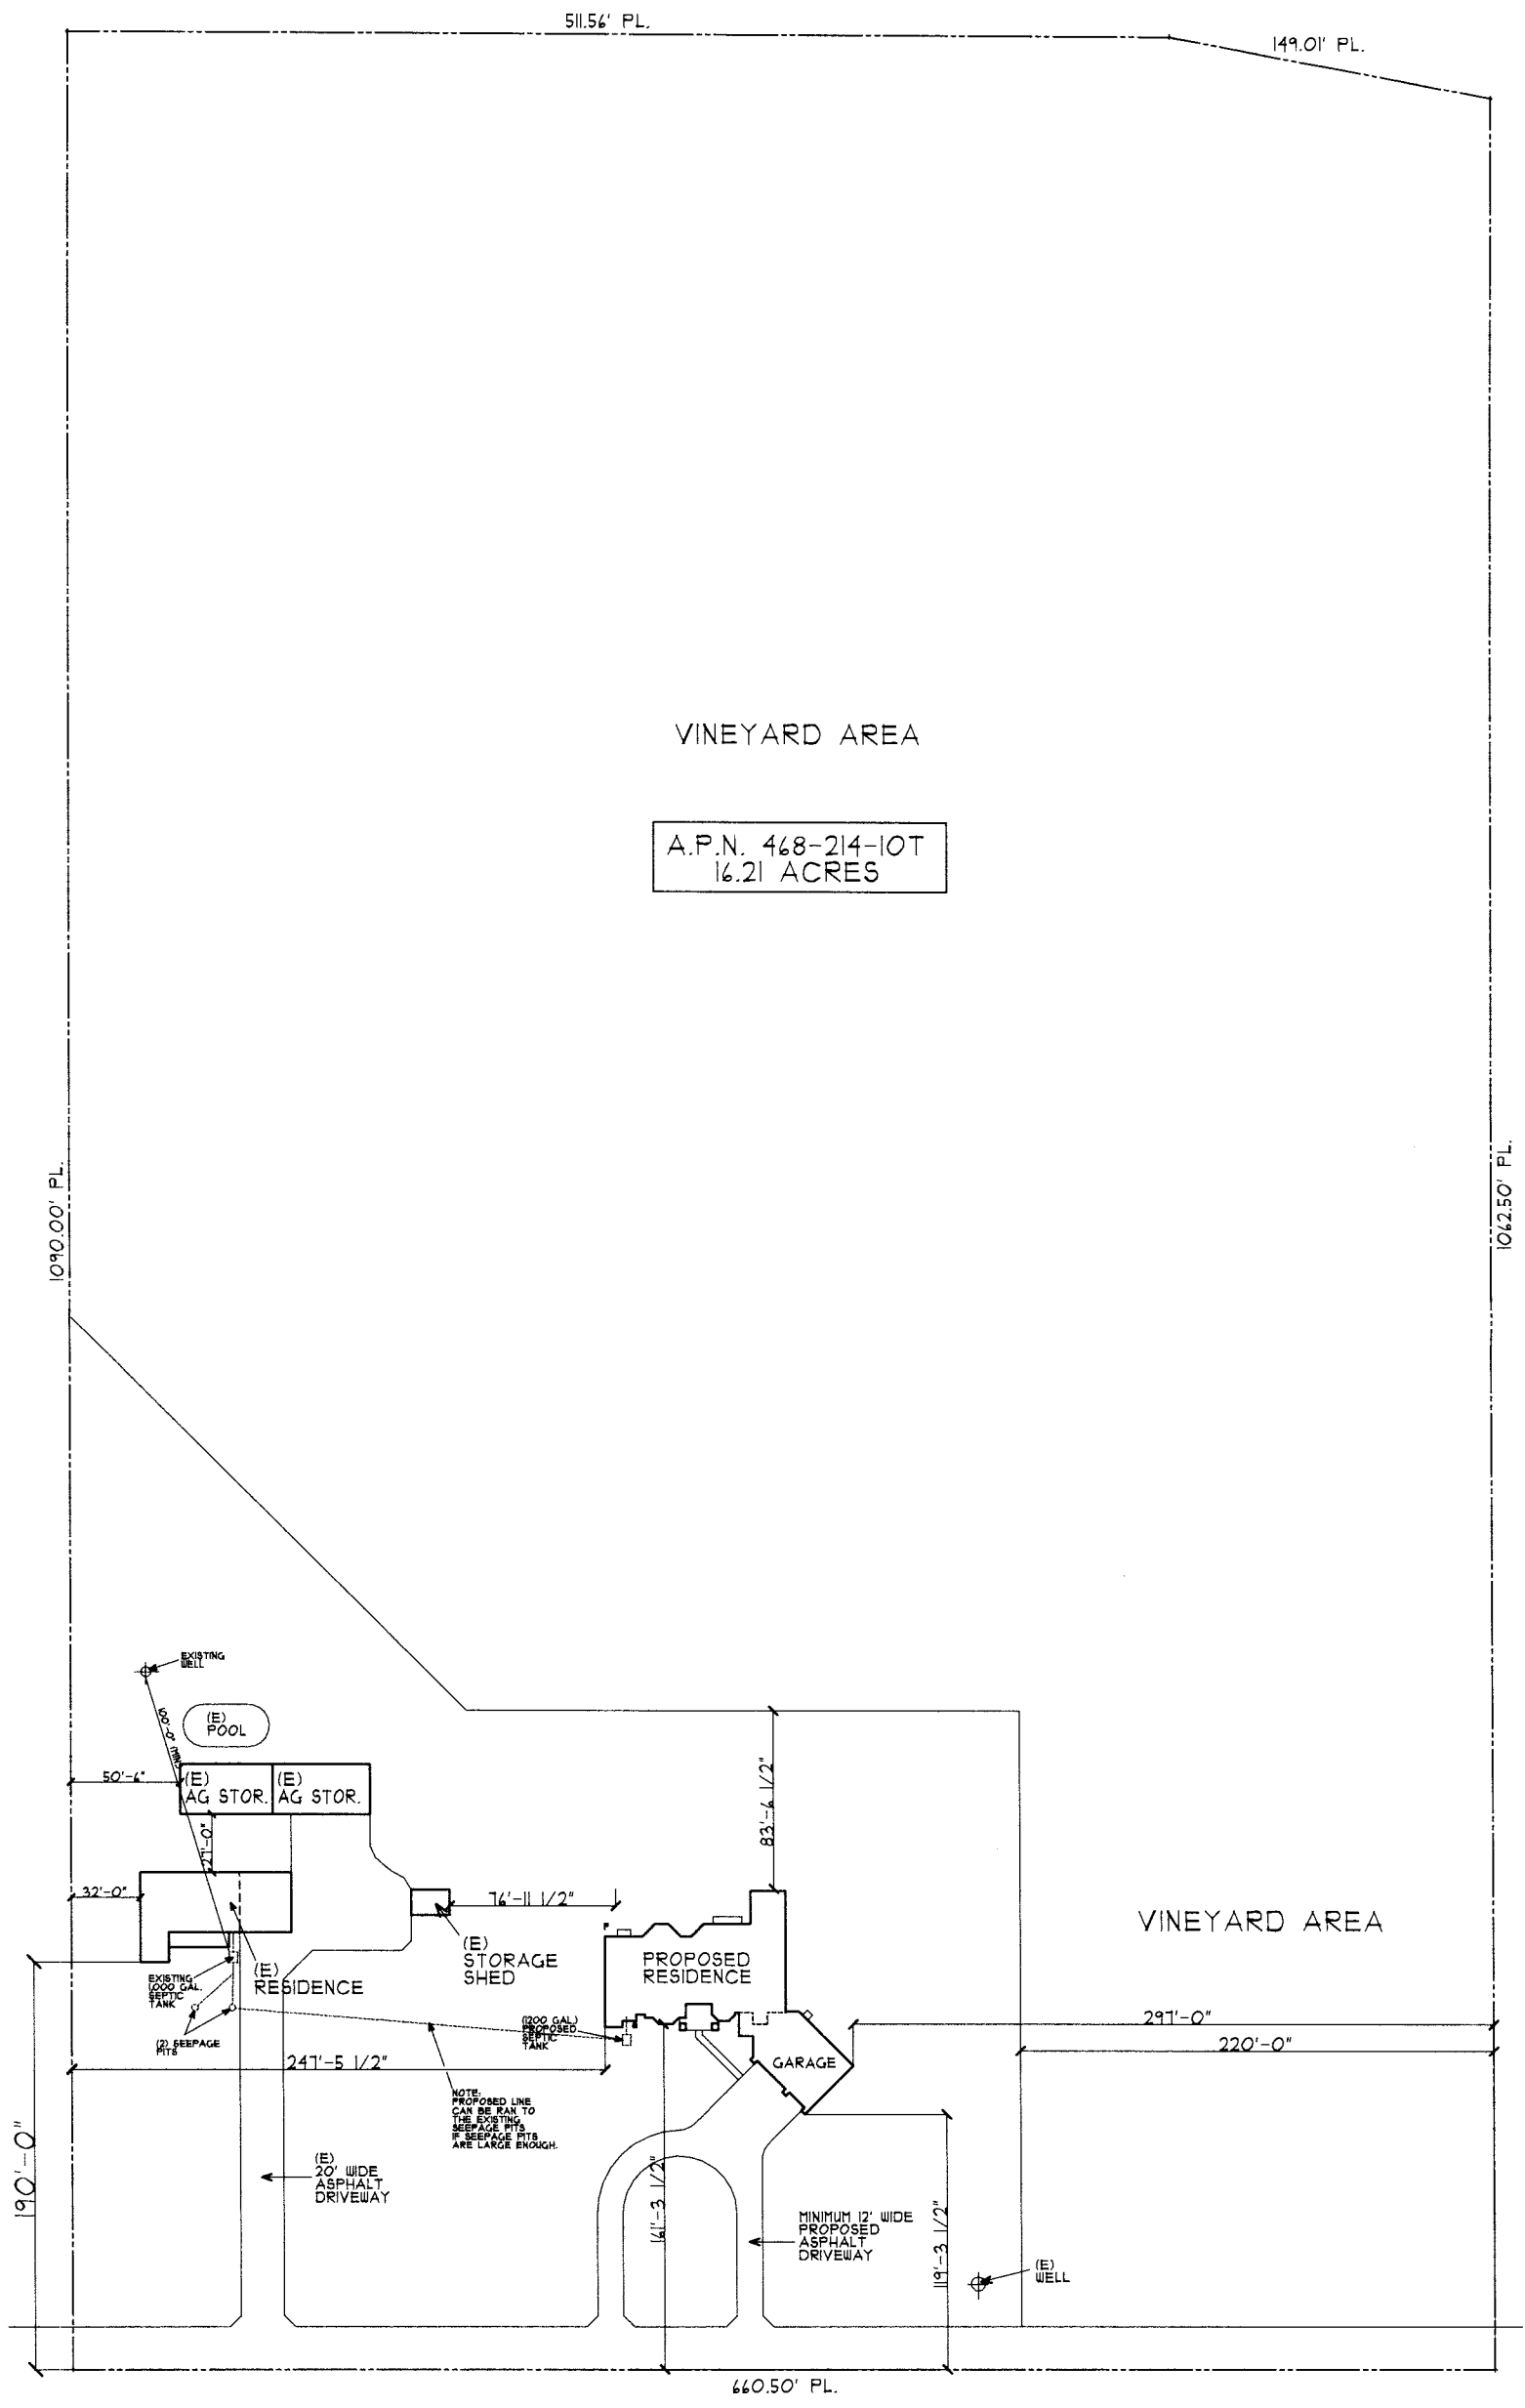 511.56' PL.
149.01' PL.
VINEYARD AREA
A.P.N. 468-214-10T
16.21 ACRES
1090.00' PL.
1062.50' PL.
EXISTING
WELL
100'-0" (MIN)
(E)
POOL
50'-6"
(E)
AG STOR.
(E)
AG STOR.
83'-6 1/2"
27'-0"
32'-0"
76'-11 1/2"
VINEYARD AREA
(E)
STORAGE
SHED
PROPOSED
RESIDENCE
(E)
RESIDENCE
EXISTING
1,000 GAL.
SEPTIC
TANK
(2) SEEPAGE
PITS
(1200 GAL.)
PROPOSED
SEPTIC
TANK
297'-0"
220'-0"
GARAGE
247'-5 1/2"
NOTE:
PROPOSED LINE
CAN BE RAN TO
THE EXISTING
SEEPAGE PITS
IF SEEPAGE PITS
ARE LARGE ENOUGH.
190'-0"
(E)
20' WIDE
ASPHALT
DRIVEWAY
161'-3 1/2"
MINIMUM 12' WIDE
PROPOSED
ASPHALT
DRIVEWAY
119'-3 1/2"
(E)
WELL
660.50' PL.